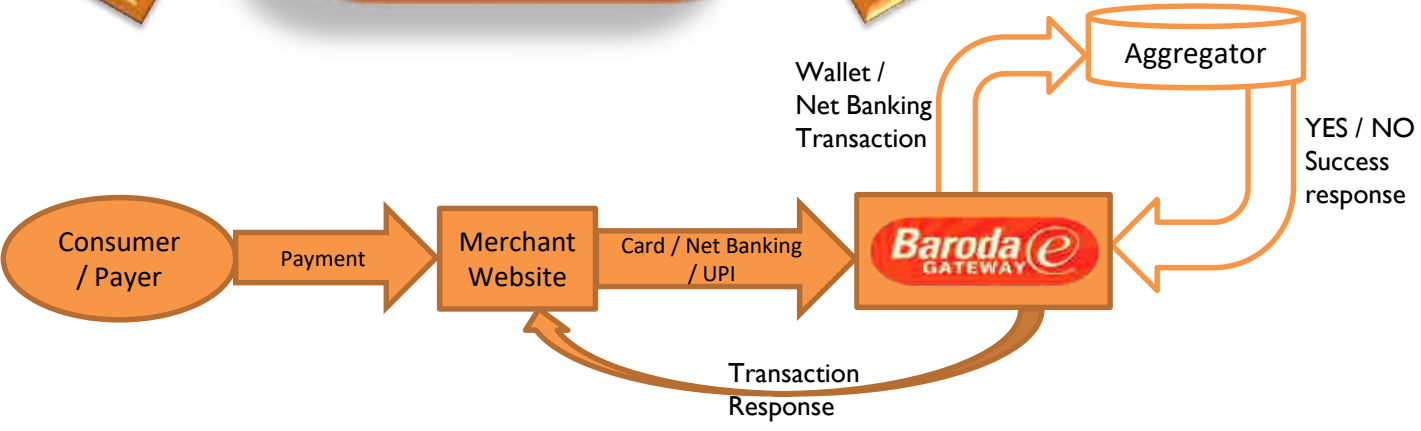 Aggregator
Wallet /
Net Banking
Transaction
YES / NO
Success
response
Consumer
/ Payer
Payment
Merchant
Website
Card / Net Banking
/ UPI
Baroda e
GATEWAY
Transaction
Response